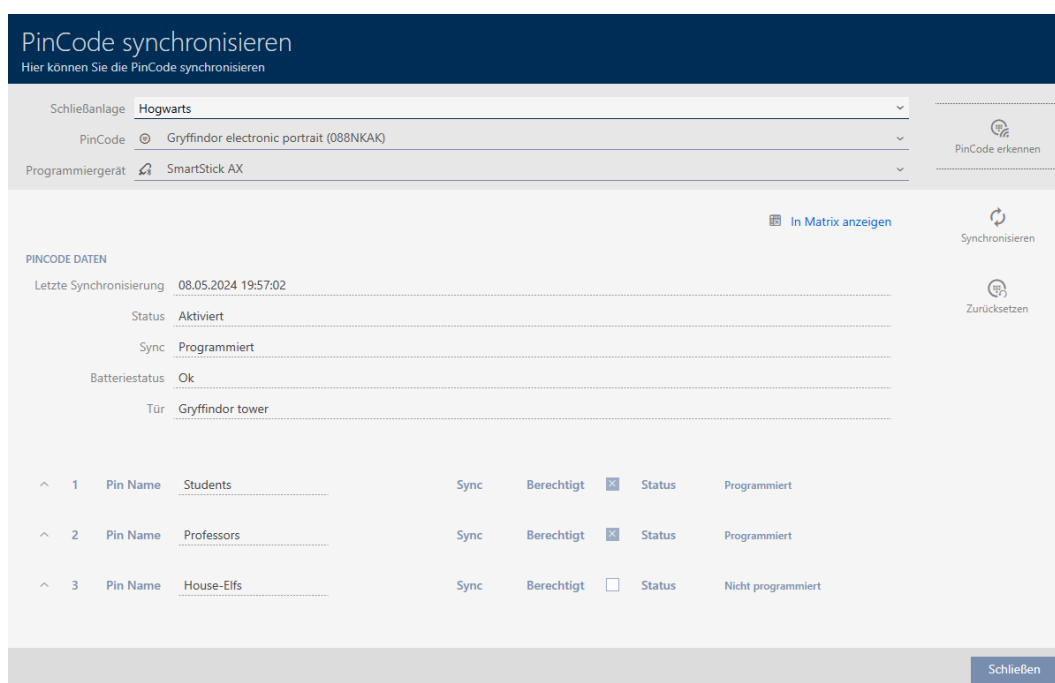 PinCode synchronisieren
Hier können Sie die PinCode synchronisieren
Schließanlage Hogwarts
PinCode Gryffindor electronic portrait (088NKAK)
Programmiergerät SmartStick AX
PinCode erkennen
In Matrix anzeigen
Synchronisieren
Zurücksetzen
PINCODE DATEN
Letzte Synchronisierung 08.05.2024 19:57:02
Status Aktiviert
Sync Programmiert
Batteriestatus Ok
Tür Gryffindor tower
1 Pin Name Students Sync Berechtigt Status Programmiert
2 Pin Name Professors Sync Berechtigt Status Programmiert
3 Pin Name House-Elfs Sync Berechtigt Status Nicht programmiert
Schließen